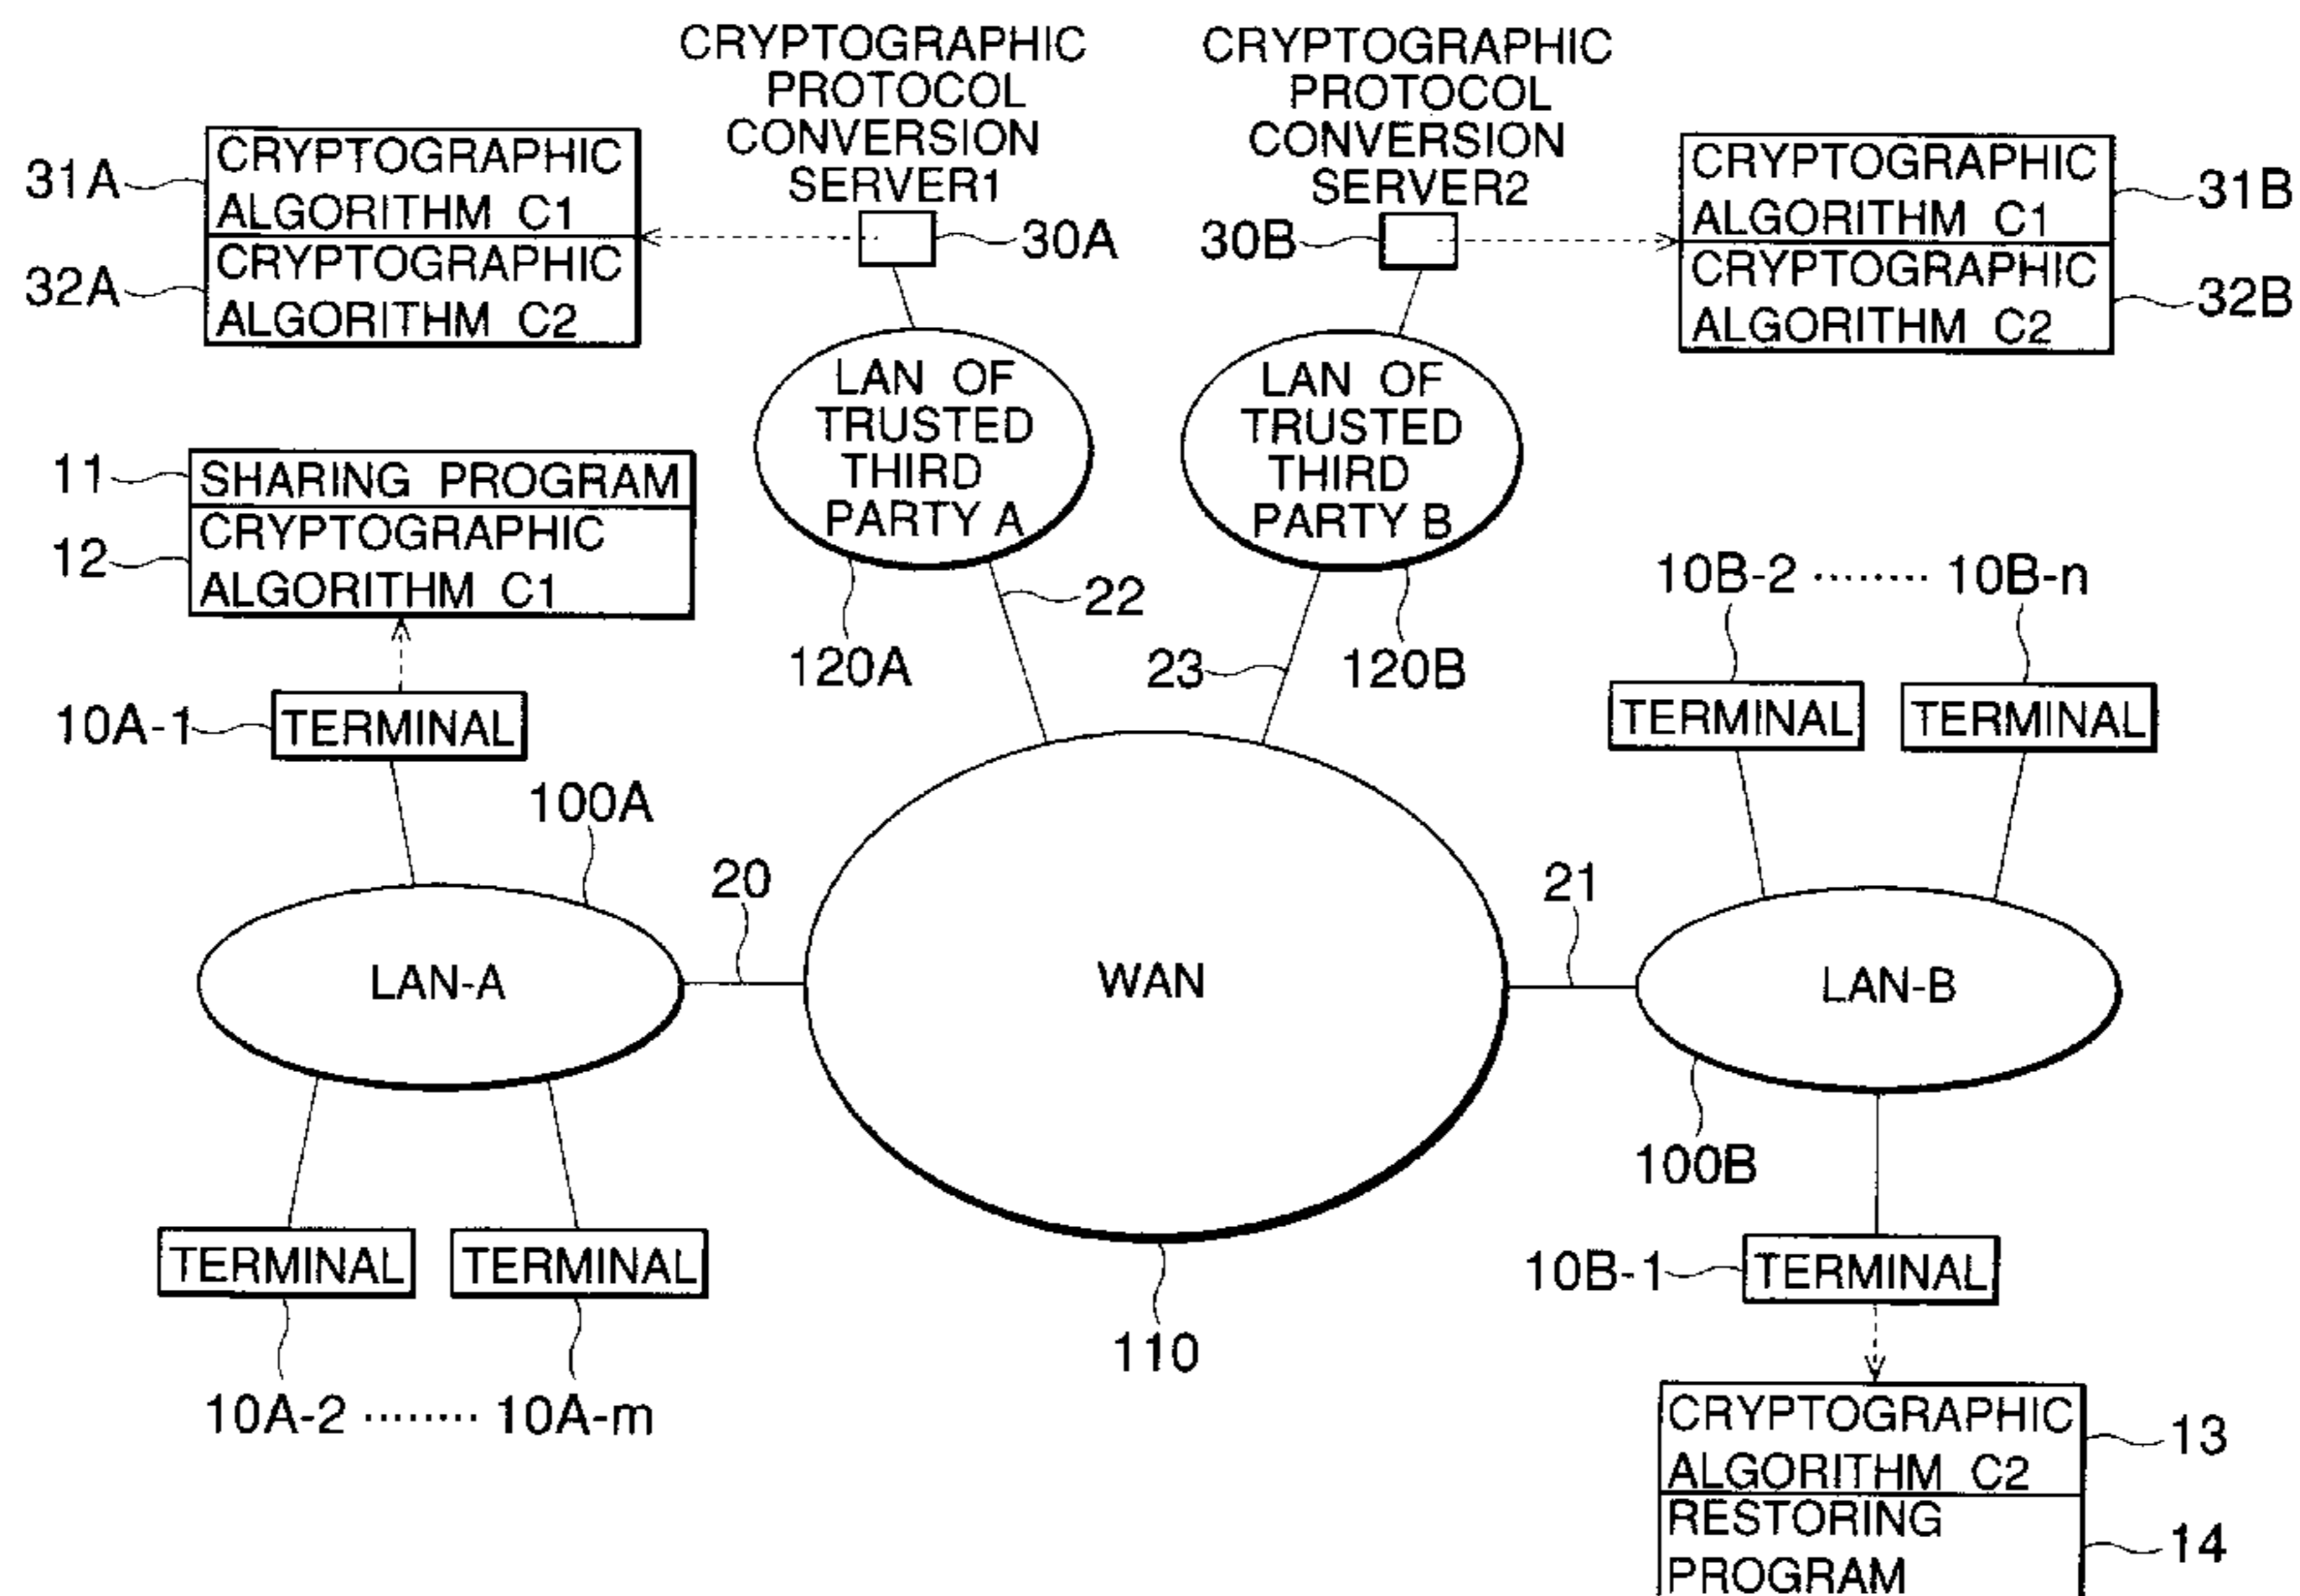 CRYPTOGRAPHIC
PROTOCOL
CONVERSION
SERVER1
CRYPTOGRAPHIC
PROTOCOL
CONVERSION
SERVER2
31A
CRYPTOGRAPHIC
ALGORITHM C1
32A
CRYPTOGRAPHIC
ALGORITHM C2
30A
30B
CRYPTOGRAPHIC
ALGORITHM C1
31B
CRYPTOGRAPHIC
ALGORITHM C2
32B
LAN OF
TRUSTED
THIRD
PARTY A
LAN OF
TRUSTED
THIRD
PARTY B
11
SHARING PROGRAM
12
CRYPTOGRAPHIC
ALGORITHM C1
22
120A
23
120B
10B-2 ········ 10B-n
10A-1
TERMINAL
TERMINAL
TERMINAL
100A
20
21
LAN-A
WAN
LAN-B
100B
TERMINAL
TERMINAL
10B-1
TERMINAL
110
10A-2 ········ 10A-m
CRYPTOGRAPHIC
ALGORITHM C2
13
RESTORING
PROGRAM
14